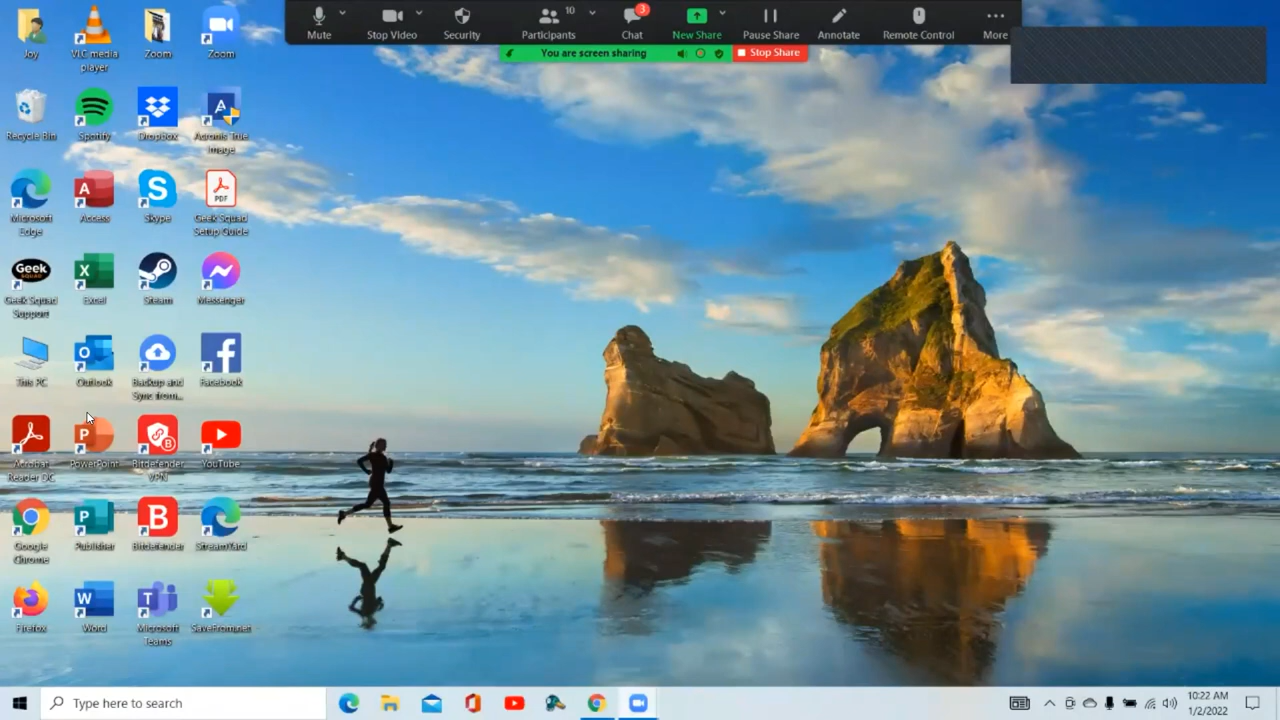 Mute
Stop Video
Security
10
Participants
3
Chat
New Share
Pause Share
Annotate
Remote Control
More
You are screen sharing
Stop Share
Joy
VLC media
player
Zoom
Zoom
Recycle Bin
Spotify
Dropbox
Acronis True
Image
Microsoft
Edge
Access
Skype
PDF
Geek Squad
Setup Guide
Geek
SQUAD
Geek Squad
Support
Excel
Steam
Messenger
This PC
Outlook
Backup and
Sync from...
Facebook
Acrobat
Reader DC
PowerPoint
Bitdefender
VPN
YouTube
Google
Chrome
Publisher
Bitdefender
StreamYard
Firefox
Word
Microsoft
Teams
SaveFrom.net
Type here to search
10:22 AM
1/2/2022